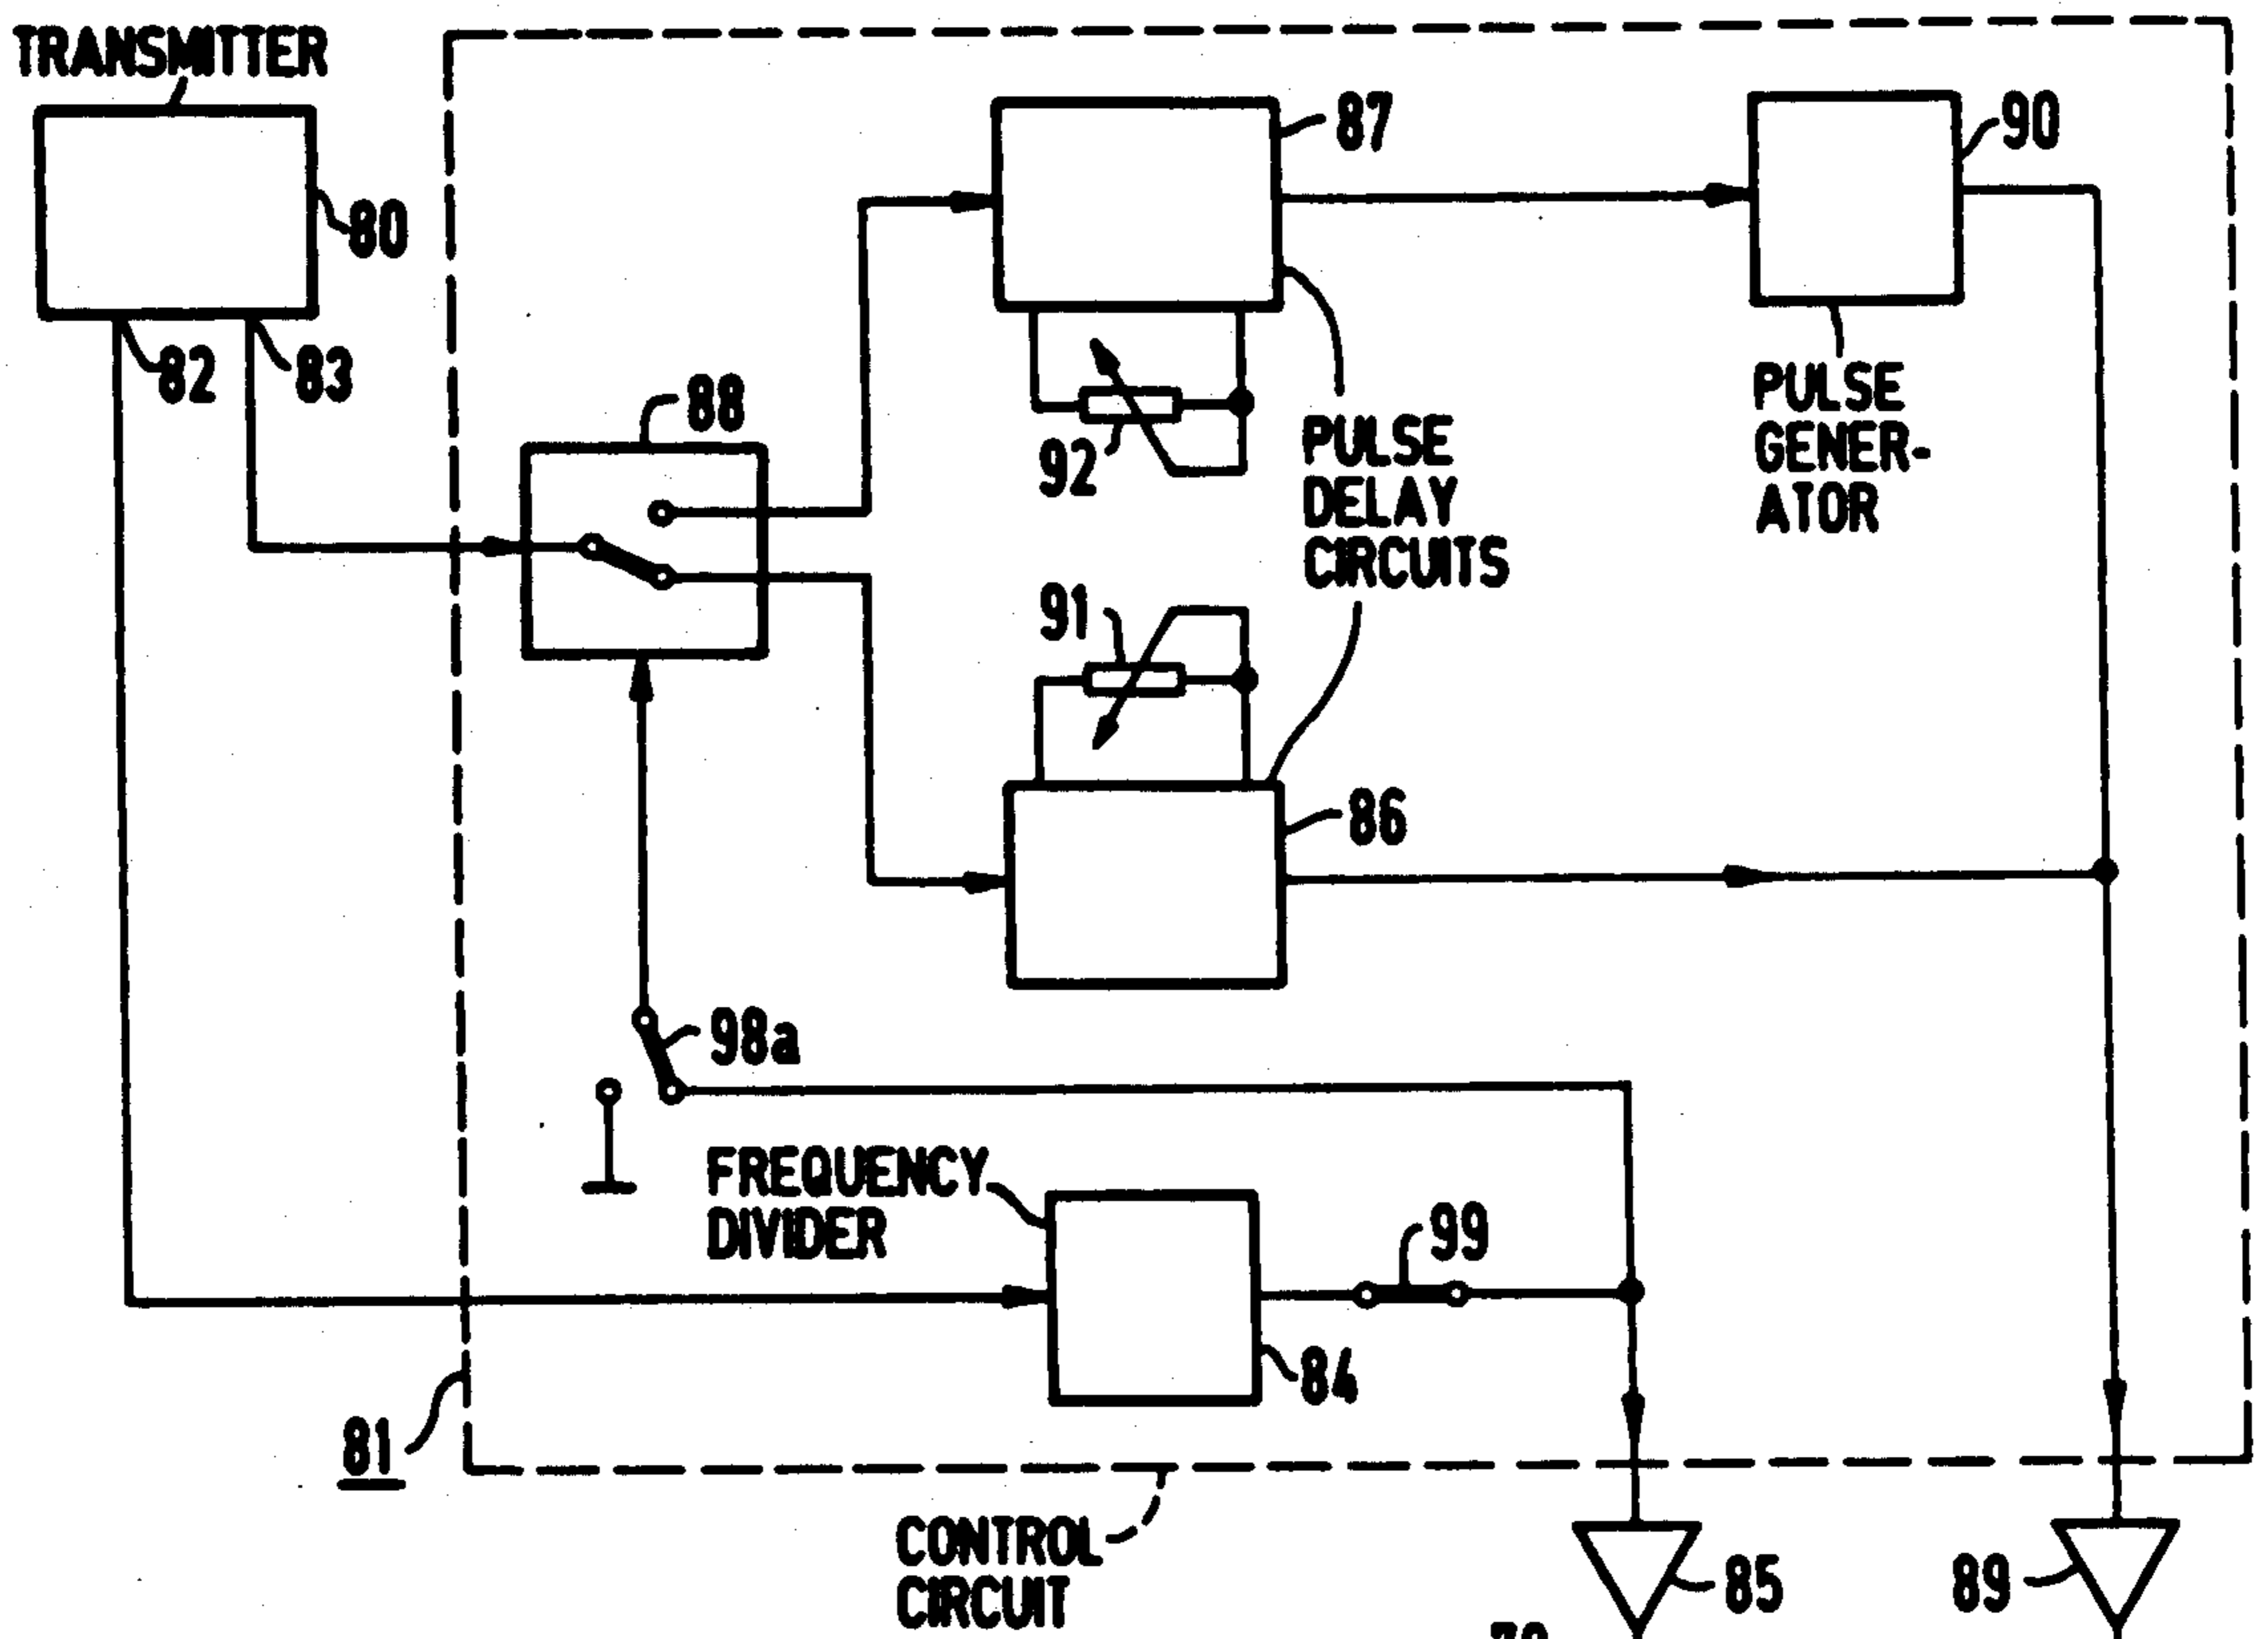 TRANSMITTER
80
82
83
88
87
90
92
PULSE
DELAY
CIRCUITS
PULSE
GENER-
ATOR
91
86
98a
FREQUENCY
DIVIDER
99
84
81
CONTROL
CIRCUIT
85
89